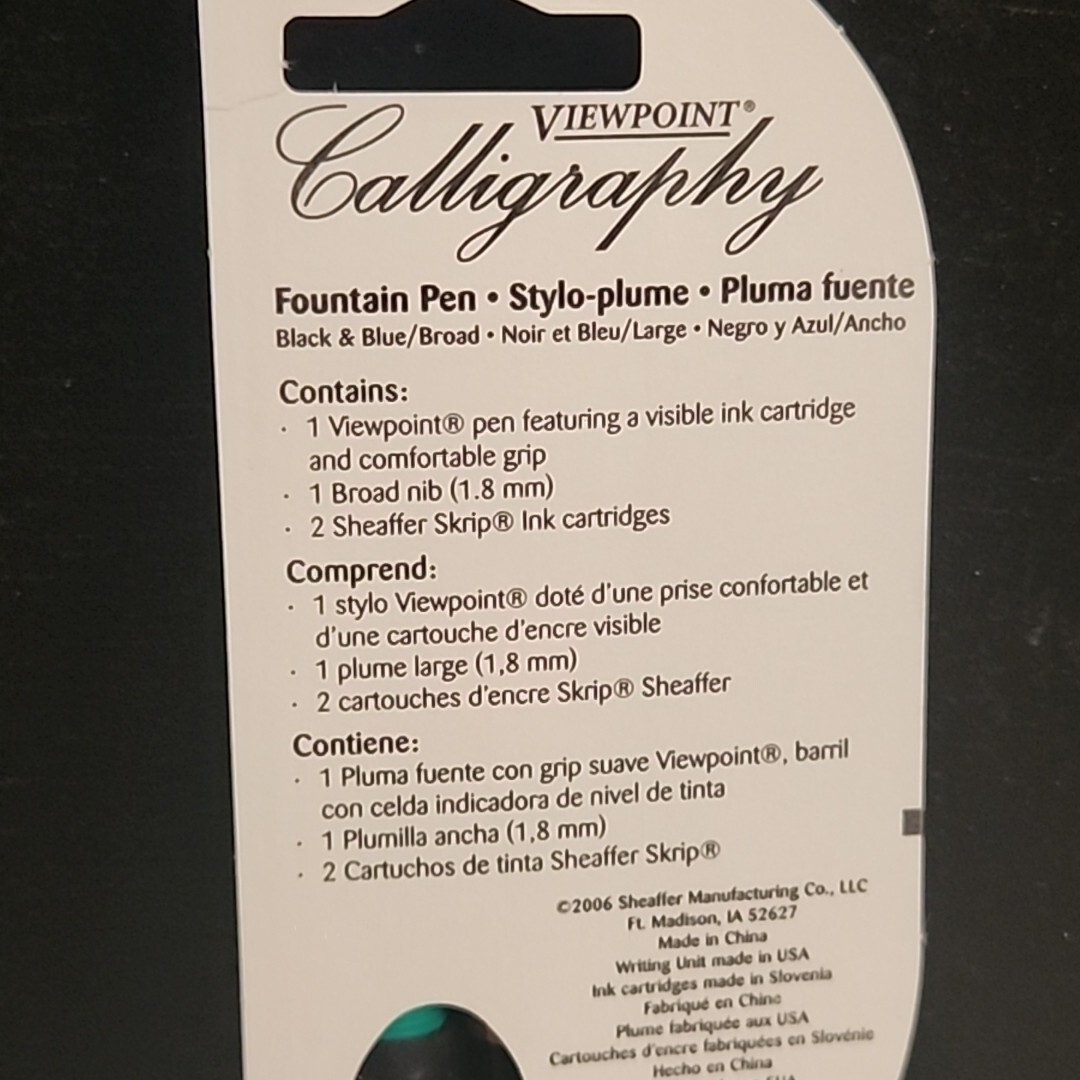 VIEWPOINT®
Calligraphy
Fountain Pen • Stylo-plume • Pluma fuente
Black & Blue/Broad • Noir et Bleu/Large • Negro y Azul/Ancho
Contains:
· 1 Viewpoint® pen featuring a visible ink cartridge
and comfortable grip
· 1 Broad nib (1.8 mm)
· 2 Sheaffer Skrip® Ink cartridges
Comprend:
· 1 stylo Viewpoint® doté d'une prise confortable et
d'une cartouche d'encre visible
· 1 plume large (1,8 mm)
· 2 cartouches d'encre Skrip® Sheaffer
Contiene:
· 1 Pluma fuente con grip suave Viewpoint®, barril
con celda indicadora de nivel de tinta
· 1 Plumilla ancha (1,8 mm)
· 2 Cartuchos de tinta Sheaffer Skrip®
©2006 Sheaffer Manufacturing Co., LLC
Ft. Madison, IA 52627
Made in China
Writing Unit made in USA
Ink cartridges made in Slovenia
Fabriqué en Chine
Plume fabriquée aux USA
Cartouches d'encre fabriquées en Slovénie
Hecho en China